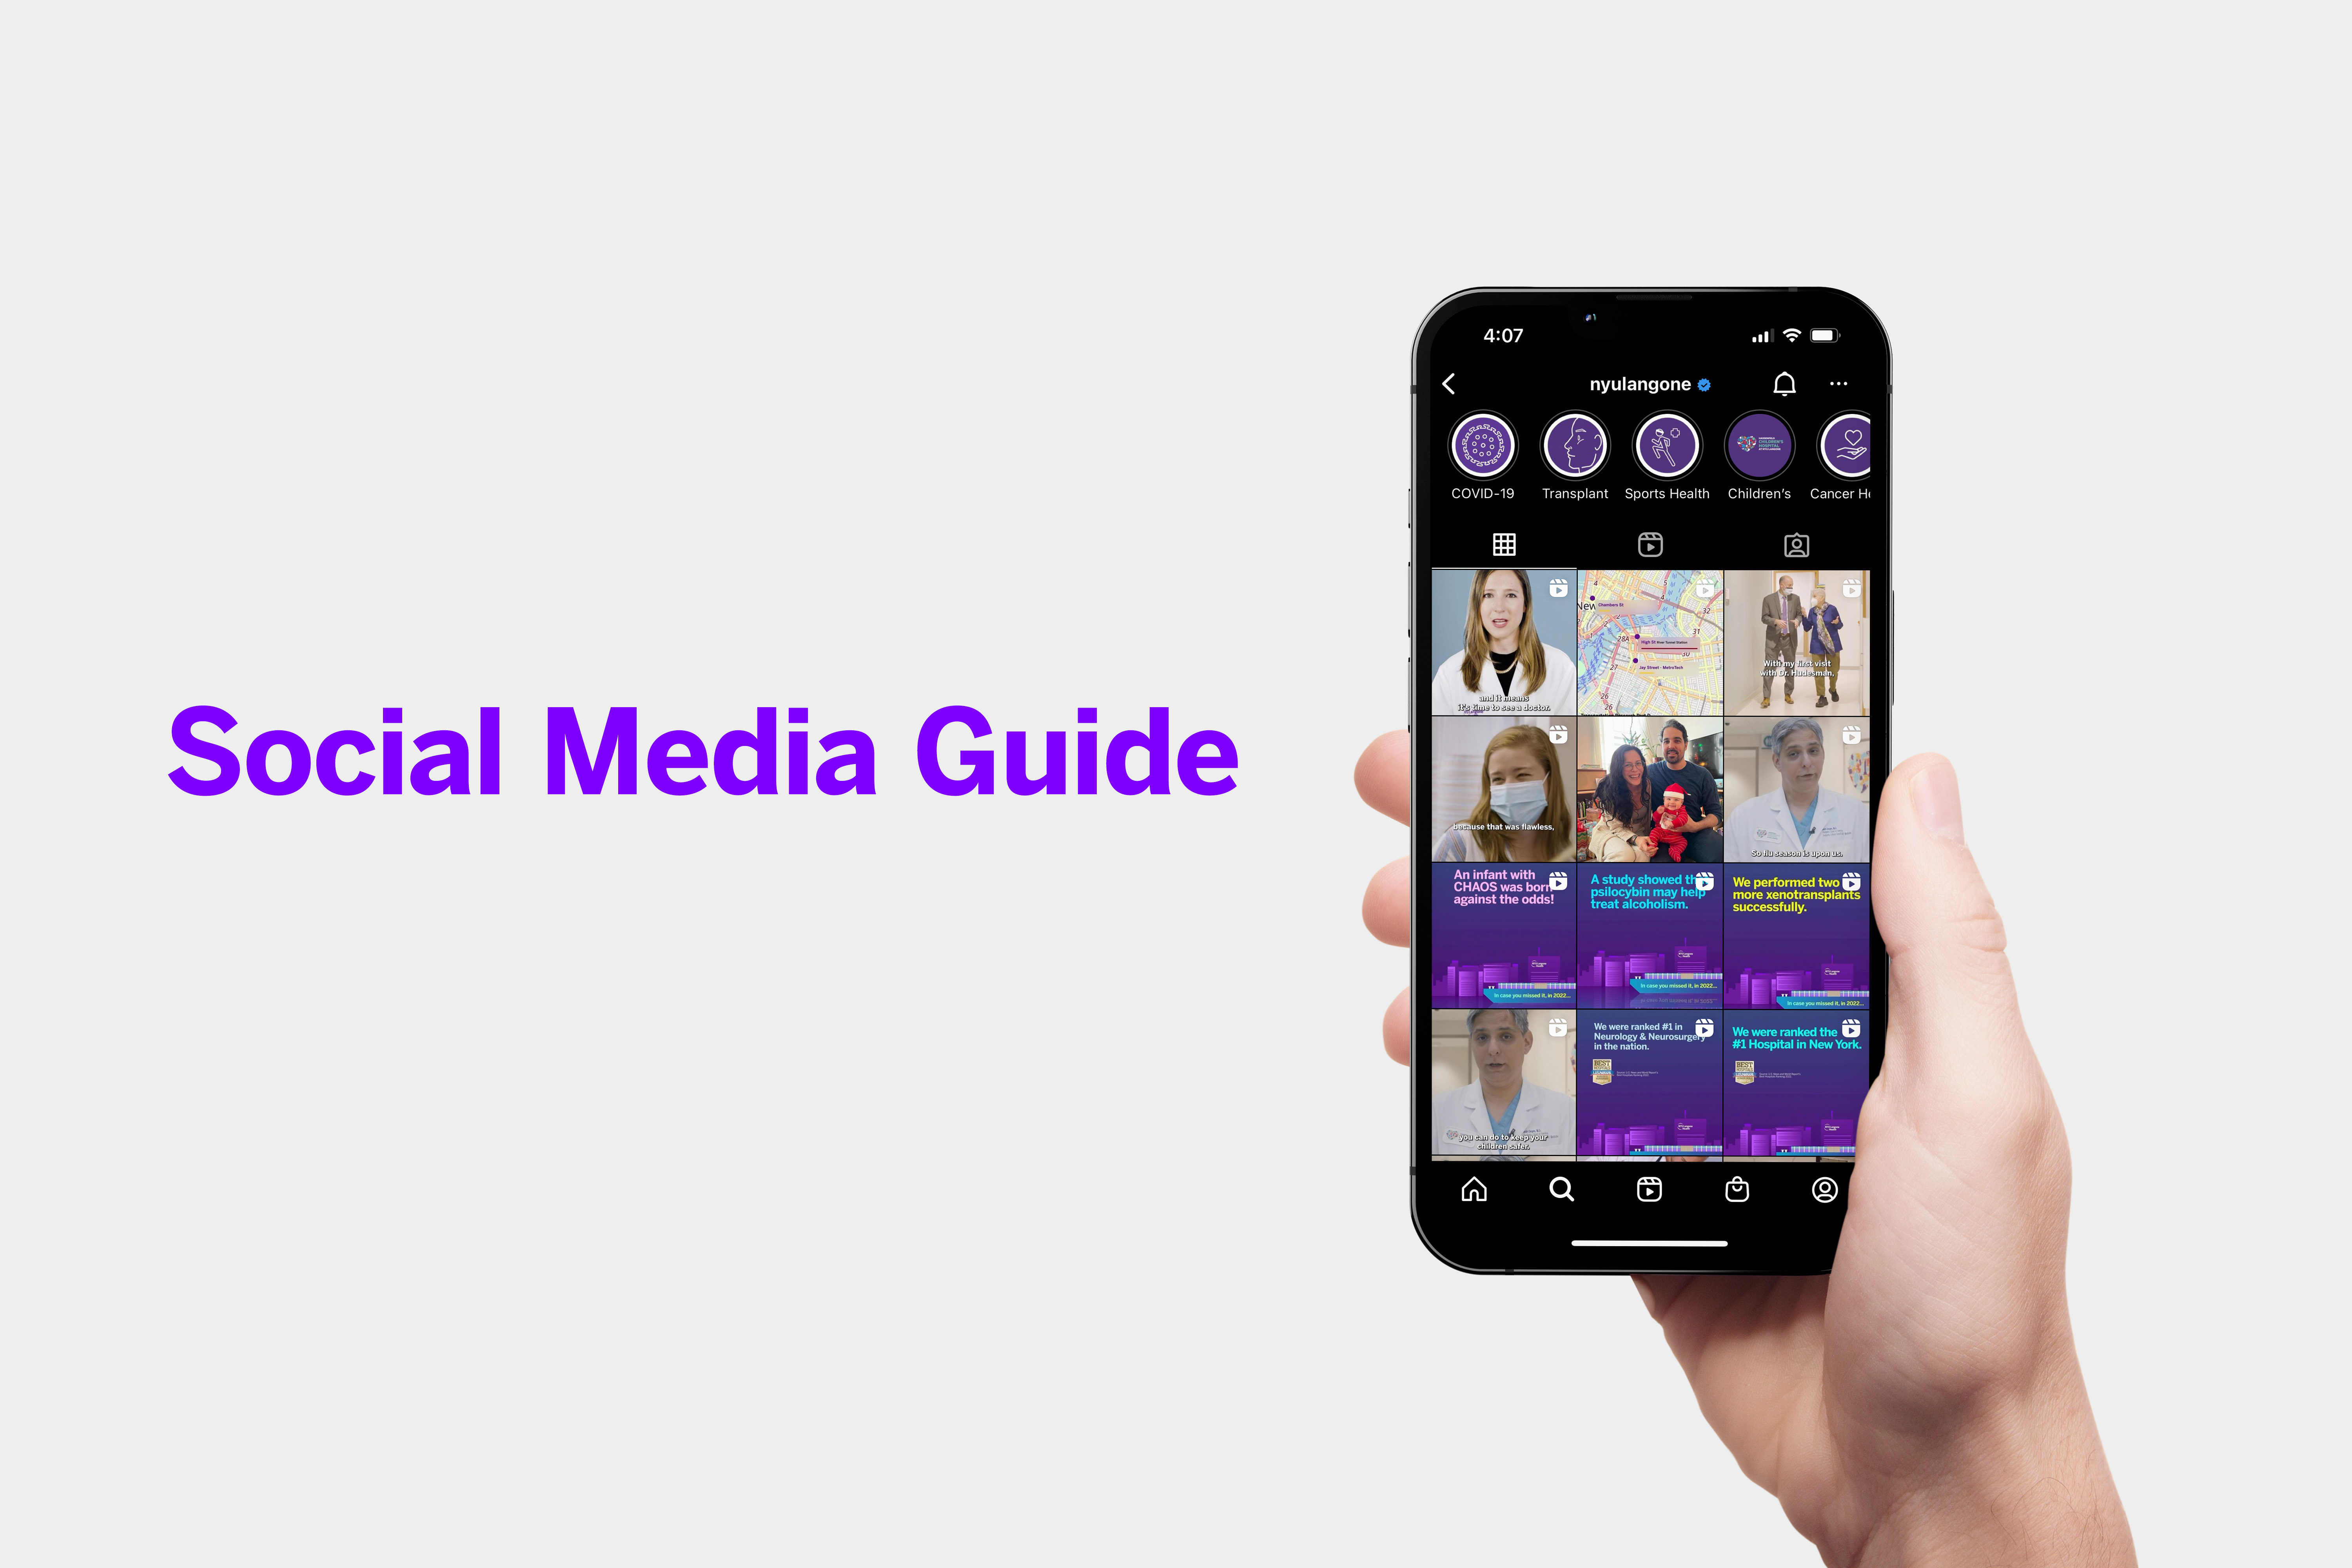 Social Media Guide
4:07
nyulangone
COVID-19
Transplant
Sports Health
Children's
Cancer He
and it means
it's time to see a doctor.
New
Chambers St
High St
Jay Street - MetroTech
With my first visit
with Dr. Hudesman,
because that was flawless,
So flu season is upon us.
An infant with
CHAOS was born
against the odds!
In case you missed it, in 2022...
A study showed th
psilocybin may help
treat alcoholism.
In case you missed it, in 2022...
We performed two
more xenotransplants
successfully.
In case you missed it, in 2022...
you can do to keep your
children safer.
We were ranked #1 in
Neurology & Neurosurgery
in the nation.
BEST
We were ranked the
#1 Hospital in New York.
BEST